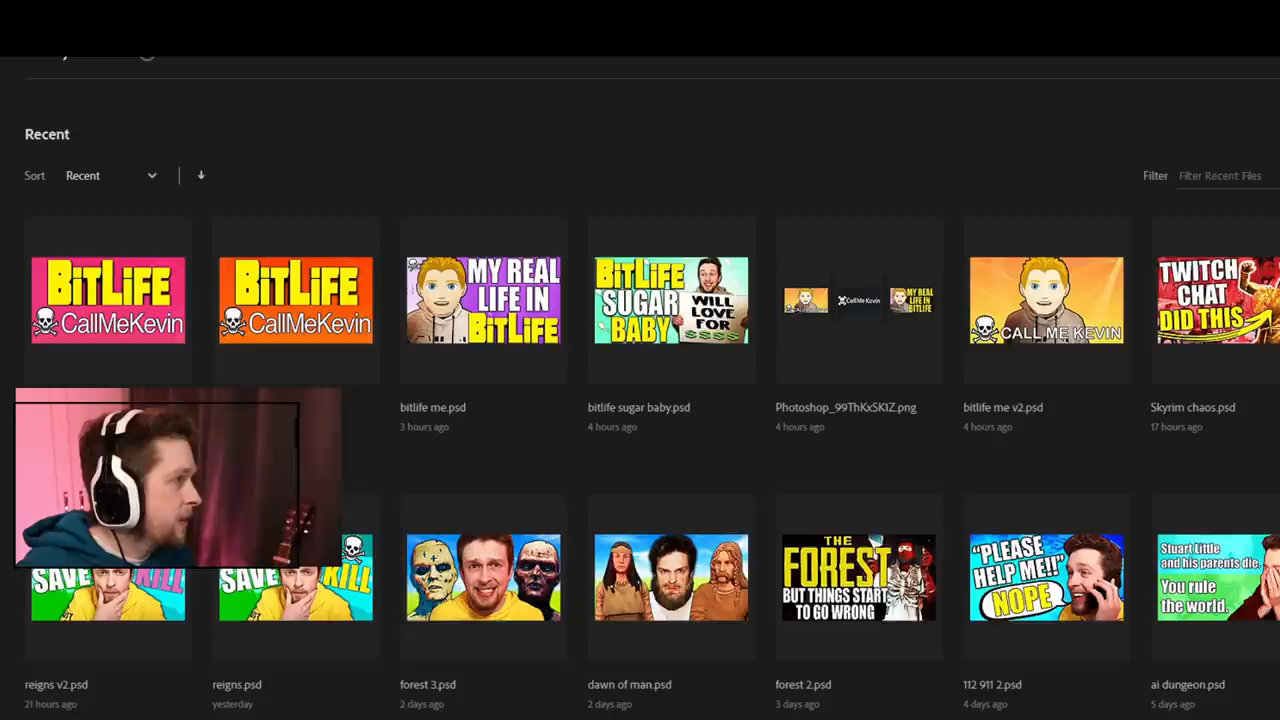 Recent
Sort Recent
Filter Filter Recent Files
BitLife
CallMeKevin
BitLife
CallMeKevin
MY REAL
LIFE IN
BitLife
BitLife
SUGAR
BABY
WILL
LOVE
FOR
$$$$
CallMeKevin
MY REAL
LIFE IN
BITLIFE
CALL ME KEVIN
TWITCH
CHAT
DID THIS
bitlife me.psd
3 hours ago
bitlife sugar baby.psd
4 hours ago
Photoshop_99ThKxSK1Z.png
4 hours ago
bitlife me v2.psd
4 hours ago
Skyrim chaos.psd
17 hours ago
SAVE KILL
SAVE KILL
THE
FOREST
BUT THINGS START
TO GO WRONG
"PLEASE
HELP ME!!"
NOPE
Stuart Little
and his parents die.
You rule
the world.
reigns v2.psd
21 hours ago
reigns.psd
yesterday
forest 3.psd
2 days ago
dawn of man.psd
2 days ago
forest 2.psd
3 days ago
112 911 2.psd
4 days ago
ai dungeon.psd
5 days ago